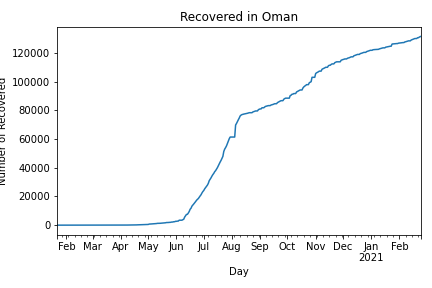 Recovered in Oman
120000
100000
80000
60000
40000
20000
0
Number of Recovered
Feb Mar Apr May Jun Jul Aug Sep Oct Nov Dec Jan Feb
2021
Day